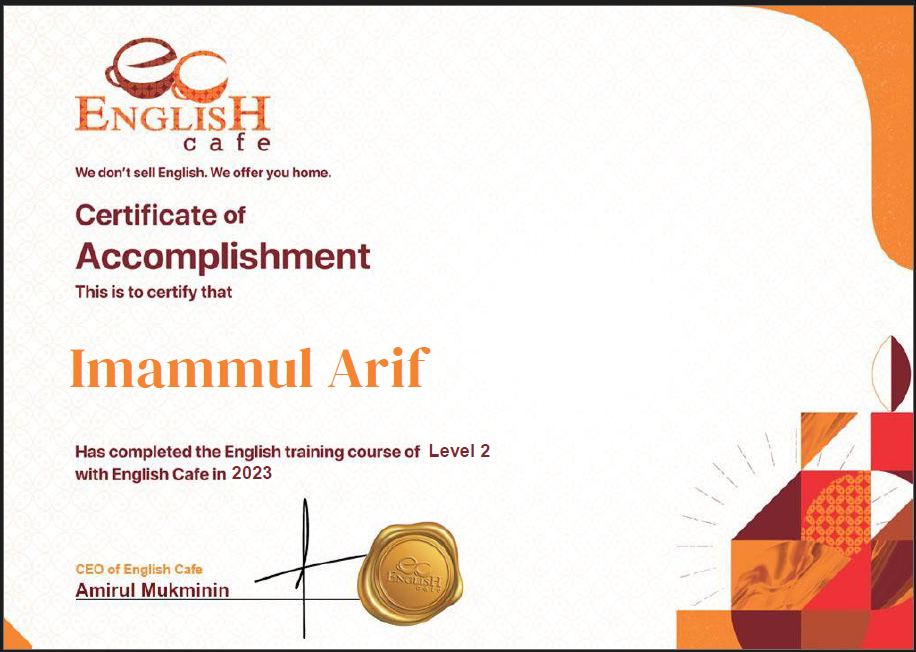 ec
ENGLISH
cafe
We don't sell English. We offer you home.
Certificate of
Accomplishment
This is to certify that
Imammul Arif
Has completed the English training course of Level 2
with English Cafe in 2023
CEO of English Cafe
Amirul Mukminin
ENGLISH
cafe